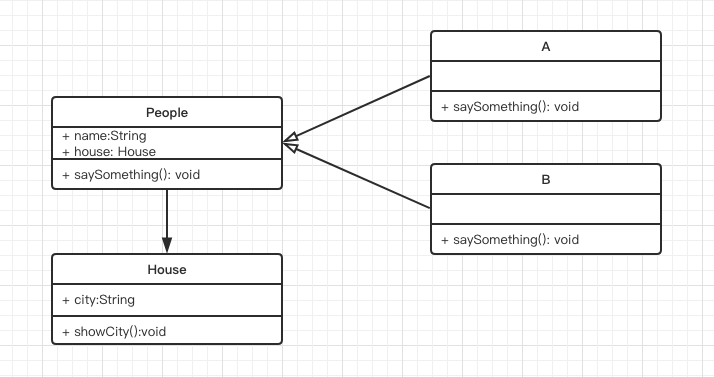 People
+ name:String
+ house: House
+ saySomething(): void
House
+ city:String
+ showCity():void
A
+ saySomething(): void
B
+ saySomething(): void